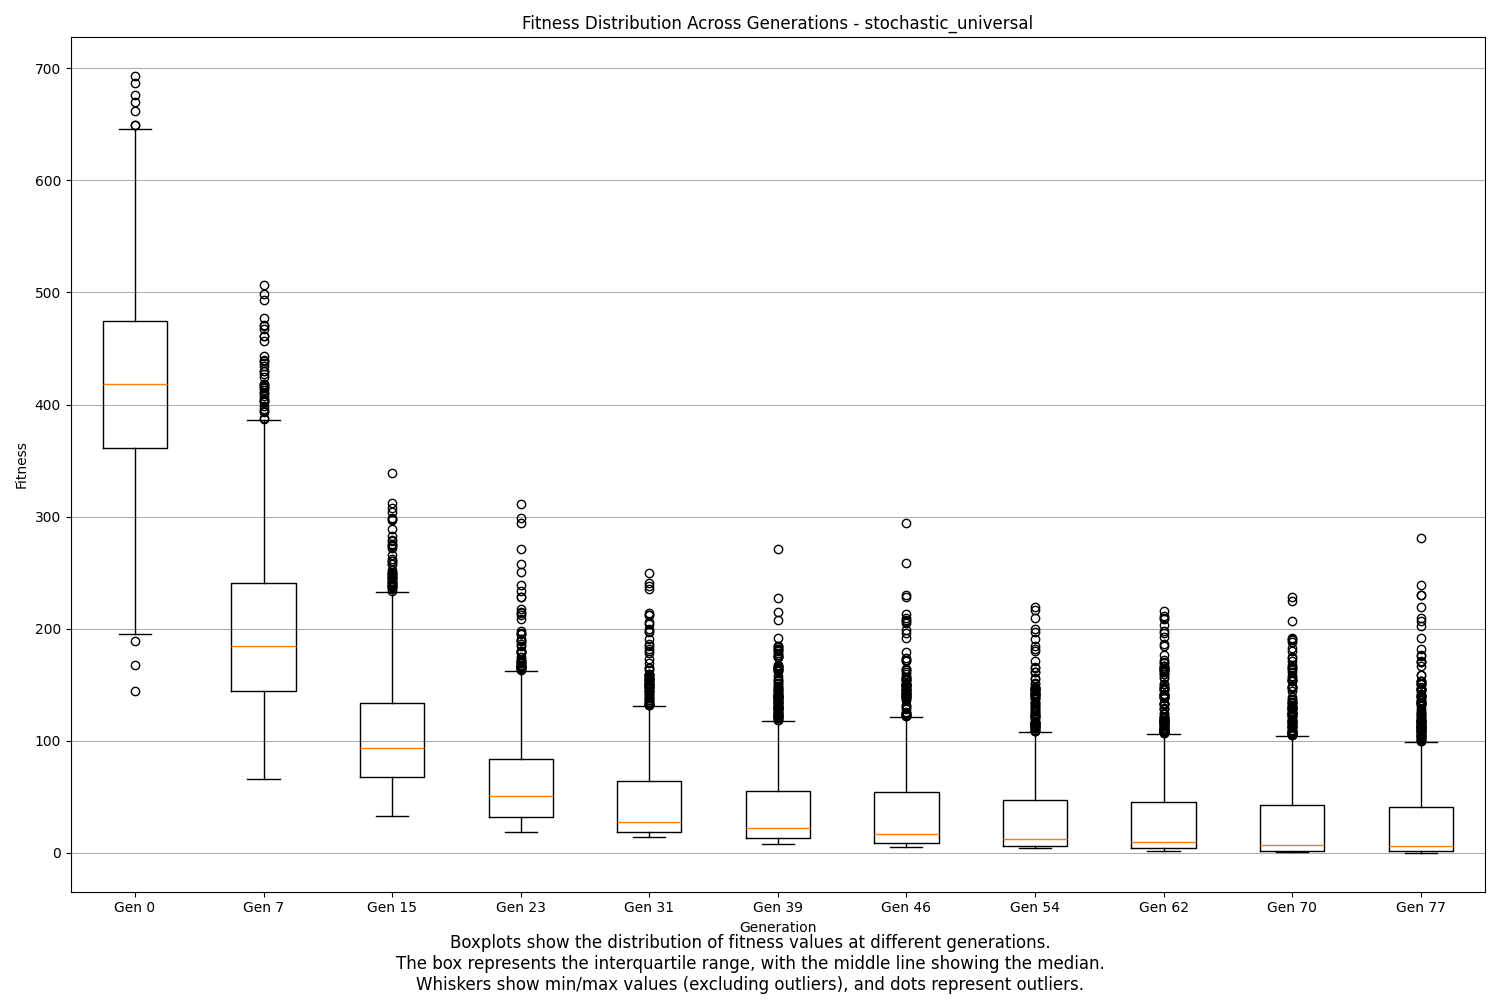 Fitness Distribution Across Generations - stochastic_universal
700
600
500
400
300
200
100
0
Fitness
Gen 0 Gen 7 Gen 15 Gen 23 Gen 31 Gen 39 Gen 46 Gen 54 Gen 62 Gen 70 Gen 77
Generation
Boxplots show the distribution of fitness values at different generations.
The box represents the interquartile range, with the middle line showing the median.
Whiskers show min/max values (excluding outliers), and dots represent outliers.